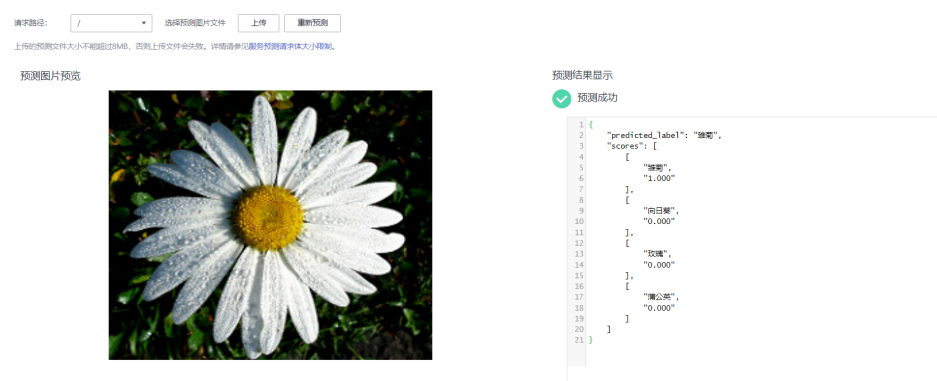 请求路径： / 选择预测图片文件 上传 重新预测
上传的预测文件大小不能超过8MB，否则上传文件会失败。详情请参见服务预测请求体大小限制。
预测图片预览
预测结果显示
预测成功
1 {
2 "predicted_label": "雏菊",
3 "scores": [
4 [
5 "雏菊",
6 "1.000"
7 ],
8 [
9 "向日葵",
10 "0.000"
11 ],
12 [
13 "玫瑰",
14 "0.000"
15 ],
16 [
17 "蒲公英",
18 "0.000"
19 ]
20 ]
21 }